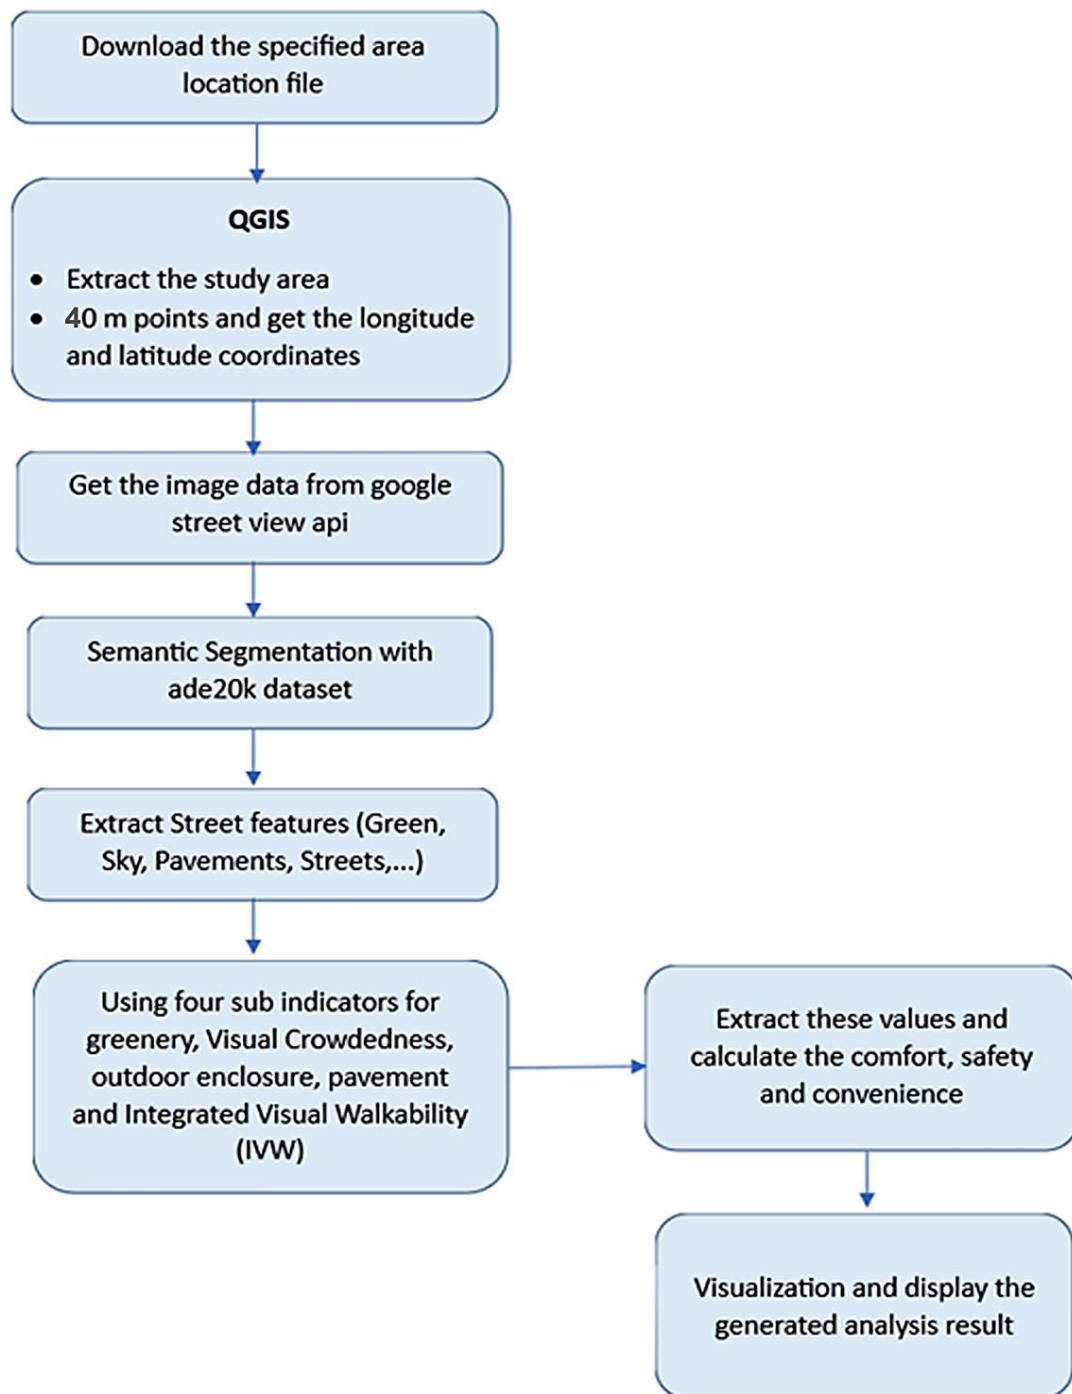 Download the specified area
location file
QGIS
• Extract the study area
• 40 m points and get the longitude
and latitude coordinates
Get the image data from google
street view api
Semantic Segmentation with
ade20k dataset
Extract Street features (Green,
Sky, Pavements, Streets,...)
Using four sub indicators for
greenery, Visual Crowdedness,
outdoor enclosure, pavement
and Integrated Visual Walkability
(IVW)
Extract these values and
calculate the comfort, safety
and convenience
Visualization and display the
generated analysis result